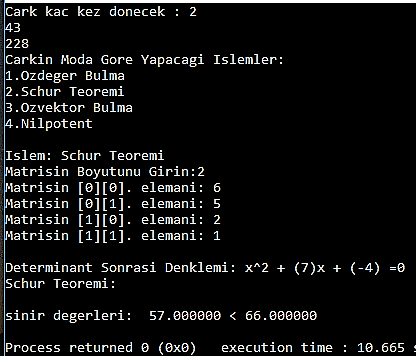 Cark kac kez donecek : 2
43
228
Carkin Moda Gore Yapacagi Islemler:
1.Ozdeger Bulma
2.Schur Teoremi
3.Ozvektor Bulma
4.Nilpotent
Islem: Schur Teoremi
Matrisin Boyutunu Girin:2
Matrisin [0][0]. elemani: 6
Matrisin [0][1]. elemani: 5
Matrisin [1][0]. elemani: 2
Matrisin [1][1]. elemani: 1
Determinant Sonrasi Denklemi: x^2 + (7)x + (-4) =0
Schur Teoremi:
sinir degerleri:  57.000000 < 66.000000
Process returned 0 (0x0)   execution time : 10.665 s